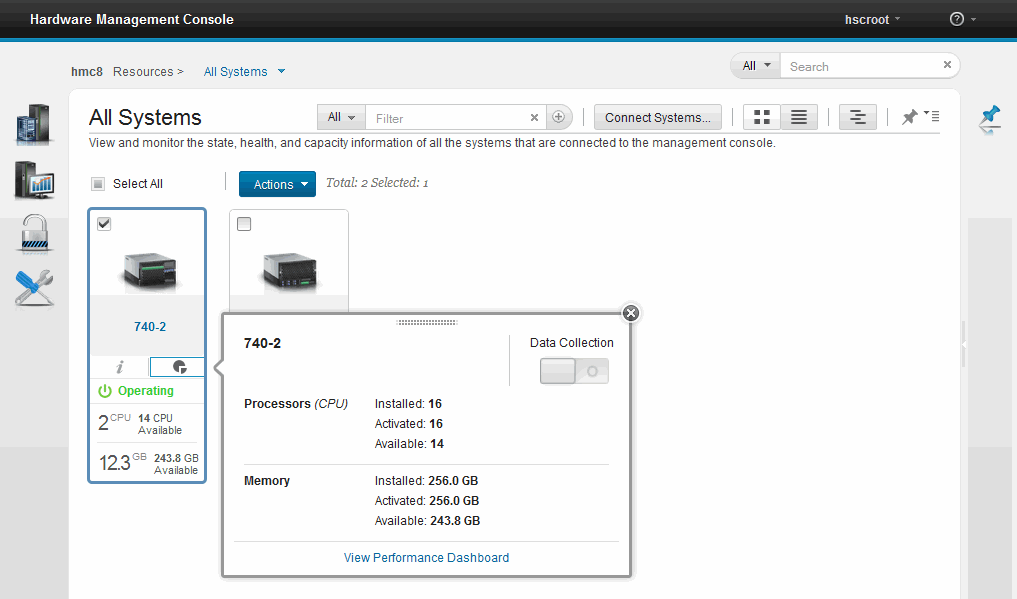 Hardware Management Console
hscroot
?
hmc8 Resources > All Systems
All Search
All Systems
All Filter
Connect Systems...
View and monitor the state, health, and capacity information of all the systems that are connected to the management console.
Select All
Actions
Total: 2 Selected: 1
740-2
i
Operating
2 CPU 14 CPU
Available
12.3 GB 243.8 GB
Available
740-2
Data Collection
Processors (CPU)
Installed: 16
Activated: 16
Available: 14
Memory
Installed: 256.0 GB
Activated: 256.0 GB
Available: 243.8 GB
View Performance Dashboard